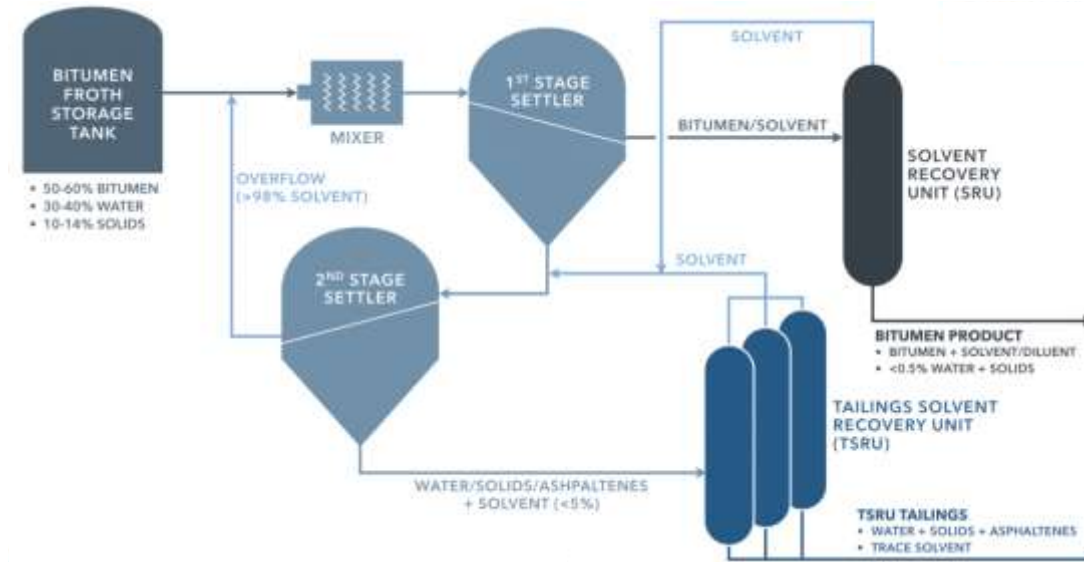 BITUMEN
FROTH
STORAGE
TANK
• 50-60% BITUMEN
• 30-40% WATER
• 10-14% SOLIDS
OVERFLOW
(>98% SOLVENT)
MIXER
1ST STAGE
SETTLER
BITUMEN/SOLVENT
SOLVENT
SOLVENT
RECOVERY
UNIT (SRU)
2ND STAGE
SETTLER
SOLVENT
BITUMEN PRODUCT
• BITUMEN + SOLVENT/DILUENT
• <0.5% WATER + SOLIDS
TAILINGS SOLVENT
RECOVERY UNIT
(TSRU)
WATER/SOLIDS/ASHPALTENES
+ SOLVENT (<5%)
TSRU TAILINGS
• WATER + SOLIDS + ASPHALTENES
• TRACE SOLVENT